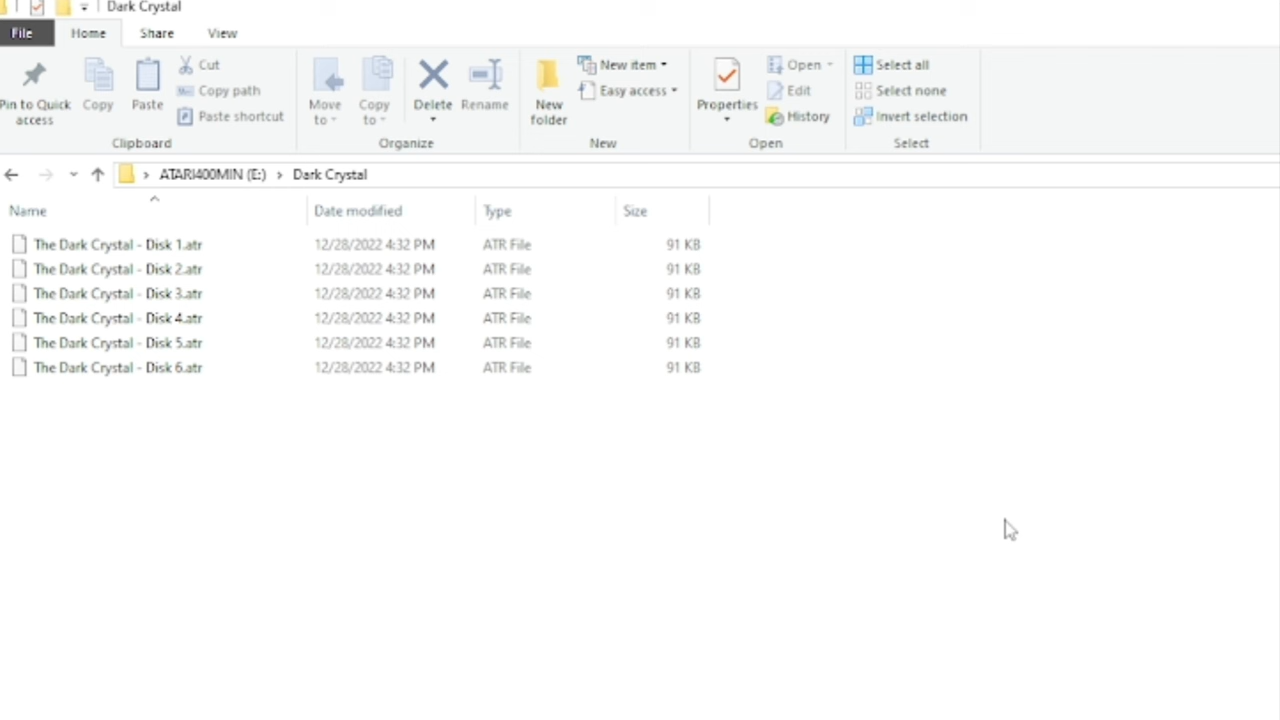 Dark Crystal
File Home Share View
Pin to Quick access
Copy
Paste
Cut
Copy path
Paste shortcut
Clipboard
Move to
Copy to
Delete
Rename
Organize
New folder
New item
Easy access
New
Properties
Open
Edit
History
Open
Select all
Select none
Invert selection
Select
ATARI400MIN (E:) › Dark Crystal
Name Date modified Type Size
The Dark Crystal - Disk 1.atr 12/28/2022 4:32 PM ATR File 91 KB
The Dark Crystal - Disk 2.atr 12/28/2022 4:32 PM ATR File 91 KB
The Dark Crystal - Disk 3.atr 12/28/2022 4:32 PM ATR File 91 KB
The Dark Crystal - Disk 4.atr 12/28/2022 4:32 PM ATR File 91 KB
The Dark Crystal - Disk 5.atr 12/28/2022 4:32 PM ATR File 91 KB
The Dark Crystal - Disk 6.atr 12/28/2022 4:32 PM ATR File 91 KB